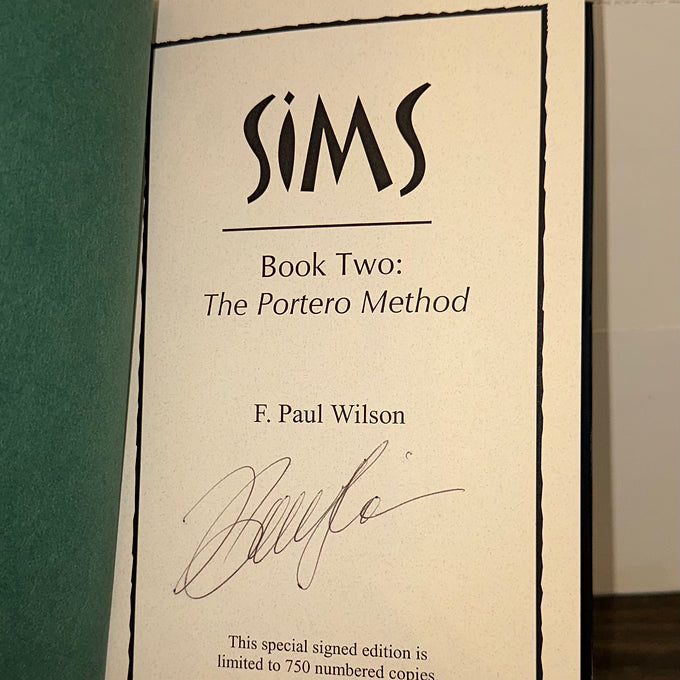 SiMS
Book Two:
The Portero Method
F. Paul Wilson
This special signed edition is
limited to 750 numbered copies